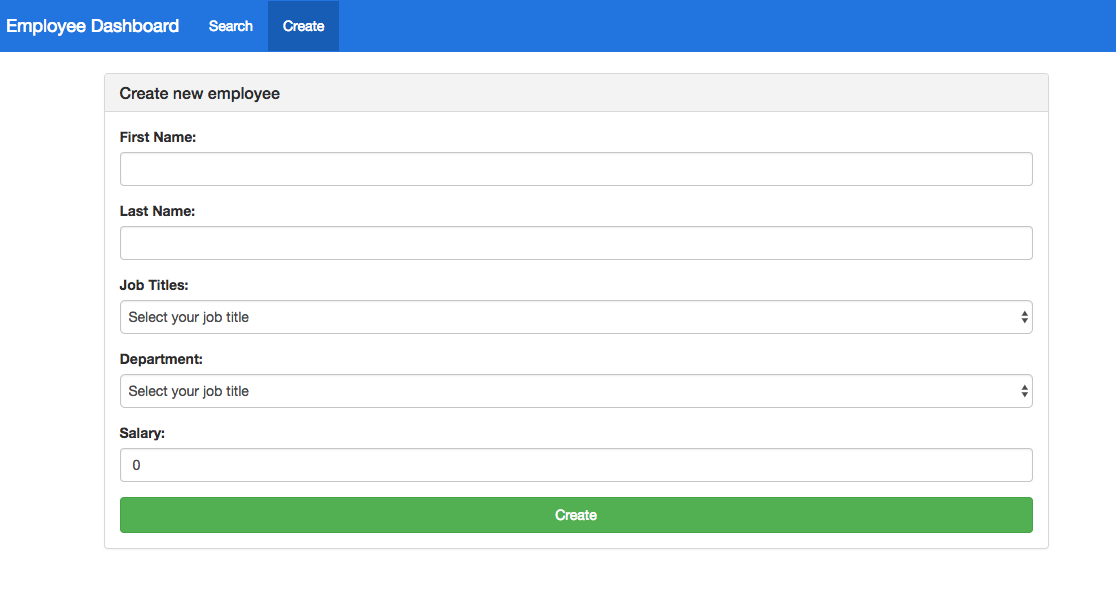 Employee Dashboard Search Create
Create new employee
First Name:
Last Name:
Job Titles:
Select your job title
Department:
Select your job title
Salary:
0
Create